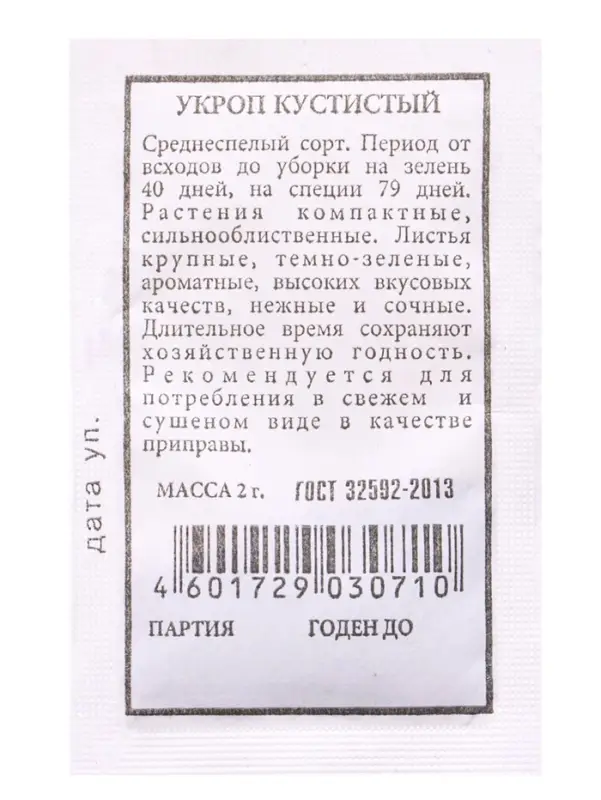 УКРОП КУСТИСТЫЙ
Среднеспелый сорт. Период от
всходов до уборки на зелень
40 дней, на специи 79 дней.
Растения компактные,
сильнооблиственные. Листья
крупные, темно-зеленые,
ароматные, высоких вкусовых
качеств, нежные и сочные.
Длительное время сохраняют
хозяйственную годность.
Рекомендуется для
потребления в свежем и
сушеном виде в качестве
приправы.
МАССА 2 г. ГОСТ 32592-2013
4 601729 030710
ПАРТИЯ ГОДЕН ДО
дата уп.